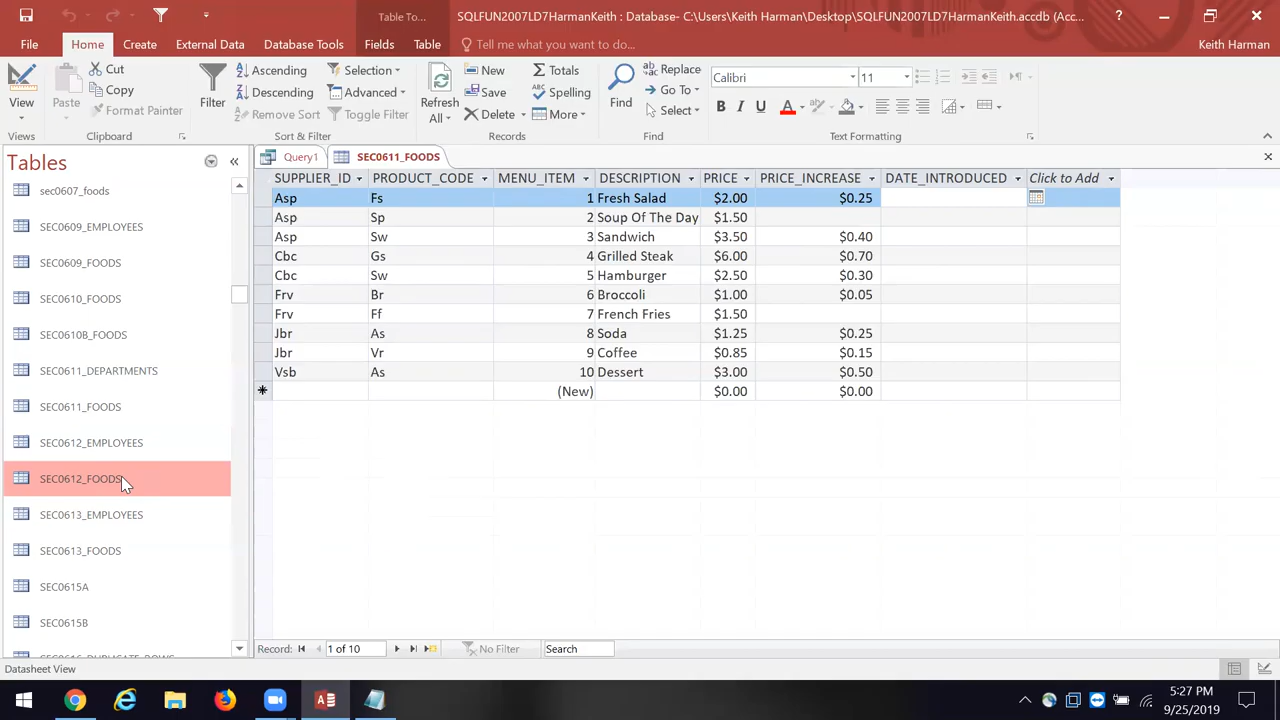 Table To...
SQLFUN2007LD7HarmanKeith : Database- C:\Users\Keith Harman\Desktop\SQLFUN2007LD7HarmanKeith.accdb (Acc...
?
File
Home
Create
External Data
Database Tools
Fields
Table
Tell me what you want to do...
Keith Harman
View
Views
Paste
Cut
Copy
Format Painter
Clipboard
Filter
Ascending
Descending
Remove Sort
Selection
Advanced
Toggle Filter
Sort & Filter
Refresh
All
New
Save
Delete
Totals
Spelling
More
Records
Find
Replace
Go To
Select
Find
Calibri
11
B I U A
Text Formatting
Tables
sec0607_foods
SEC0609_EMPLOYEES
SEC0609_FOODS
SEC0610_FOODS
SEC0610B_FOODS
SEC0611_DEPARTMENTS
SEC0611_FOODS
SEC0612_EMPLOYEES
SEC0612_FOODS
SEC0613_EMPLOYEES
SEC0613_FOODS
SEC0615A
SEC0615B
SEC0616_DUPLICATE_ROWS
Query1
SEC0611_FOODS
SUPPLIER_ID PRODUCT_CODE MENU_ITEM DESCRIPTION PRICE PRICE_INCREASE DATE_INTRODUCED Click to Add
Asp Fs 1 Fresh Salad $2.00 $0.25
Asp Sp 2 Soup Of The Day $1.50
Asp Sw 3 Sandwich $3.50 $0.40
Cbc Gs 4 Grilled Steak $6.00 $0.70
Cbc Sw 5 Hamburger $2.50 $0.30
Frv Br 6 Broccoli $1.00 $0.05
Frv Ff 7 French Fries $1.50
Jbr As 8 Soda $1.25 $0.25
Jbr Vr 9 Coffee $0.85 $0.15
Vsb As 10 Dessert $3.00 $0.50
(New) $0.00 $0.00
Record: 1 of 10 No Filter Search
Datasheet View
5:27 PM
9/25/2019